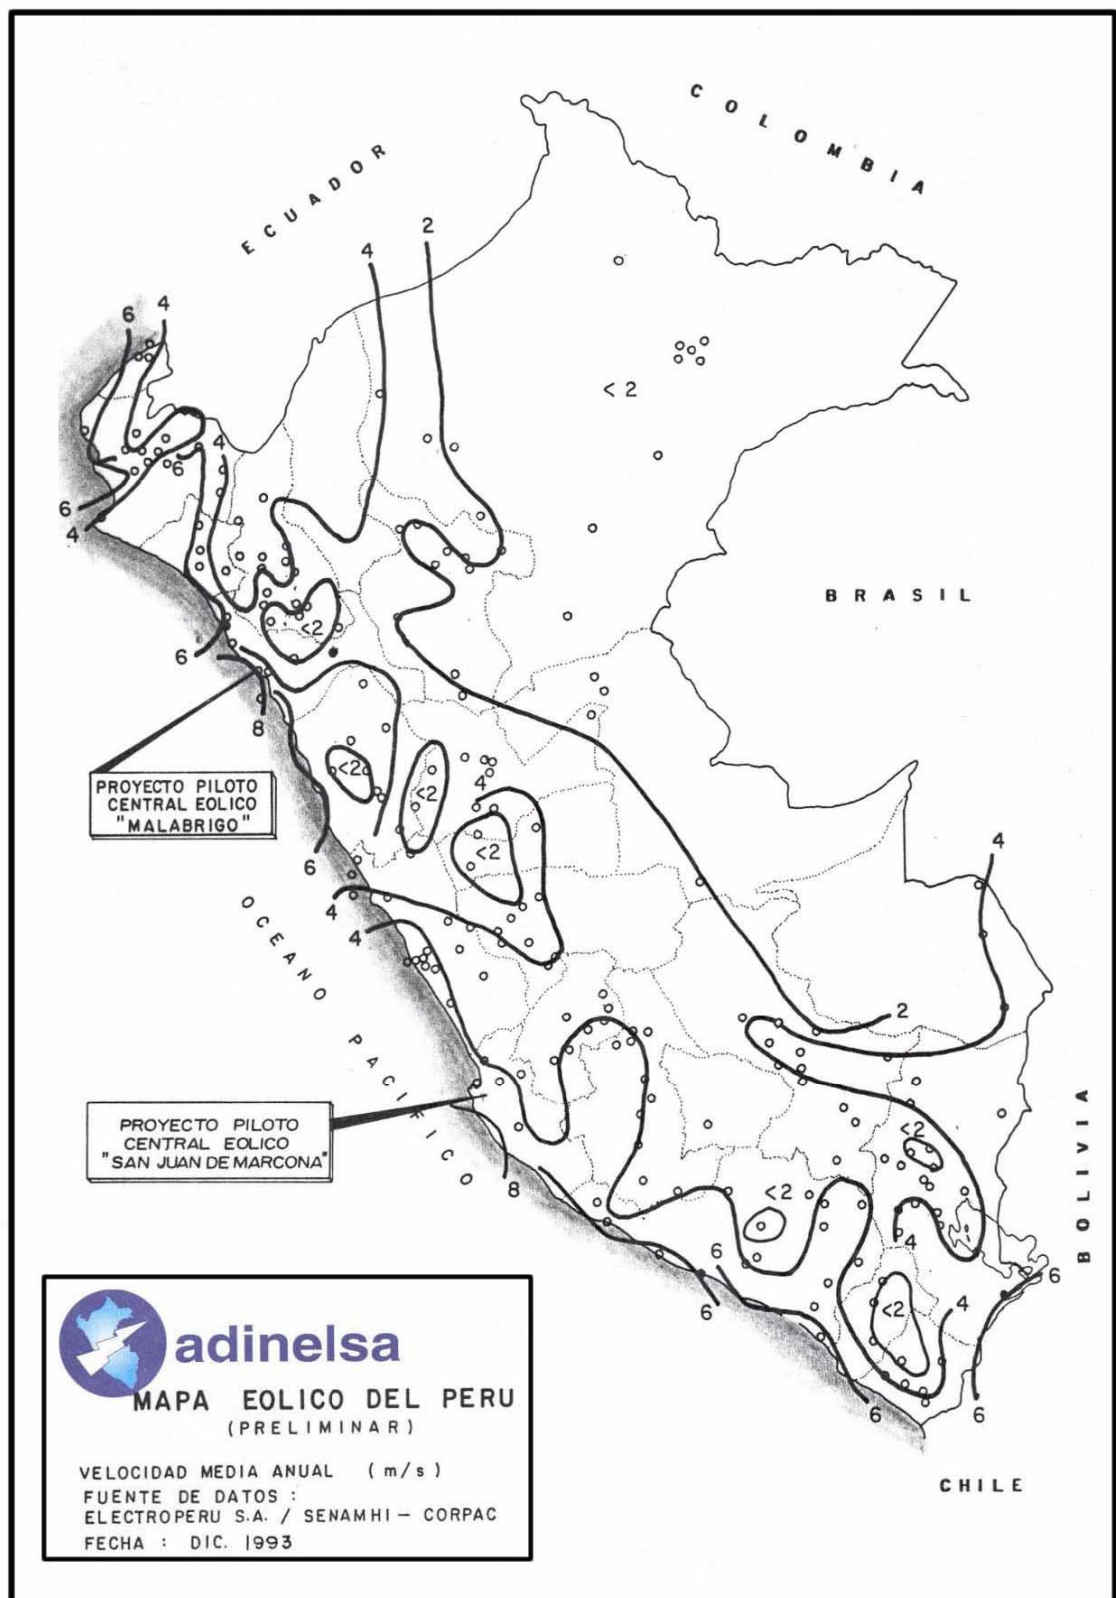 COLOMBIA
ECUADOR
2
4
6 4
<2
4
6
6
4
BRASIL
<2
6
8
PROYECTO PILOTO
CENTRAL EOLICO
"MALABRIGO"
<2
<2
4
<2
6
4
4
4
OCEANO PACIFICO
2
PROYECTO PILOTO
CENTRAL EOLICO
"SAN JUAN DE MARCONA"
<2
8
<2
BOLIVIA
4
6
6
6
<2
4
6
6
adinelsa
MAPA EOLICO DEL PERU
(PRELIMINAR)
VELOCIDAD MEDIA ANUAL (m/s)
FUENTE DE DATOS :
ELECTROPERU S.A. / SENAMHI - CORPAC
FECHA : DIC. 1993
CHILE